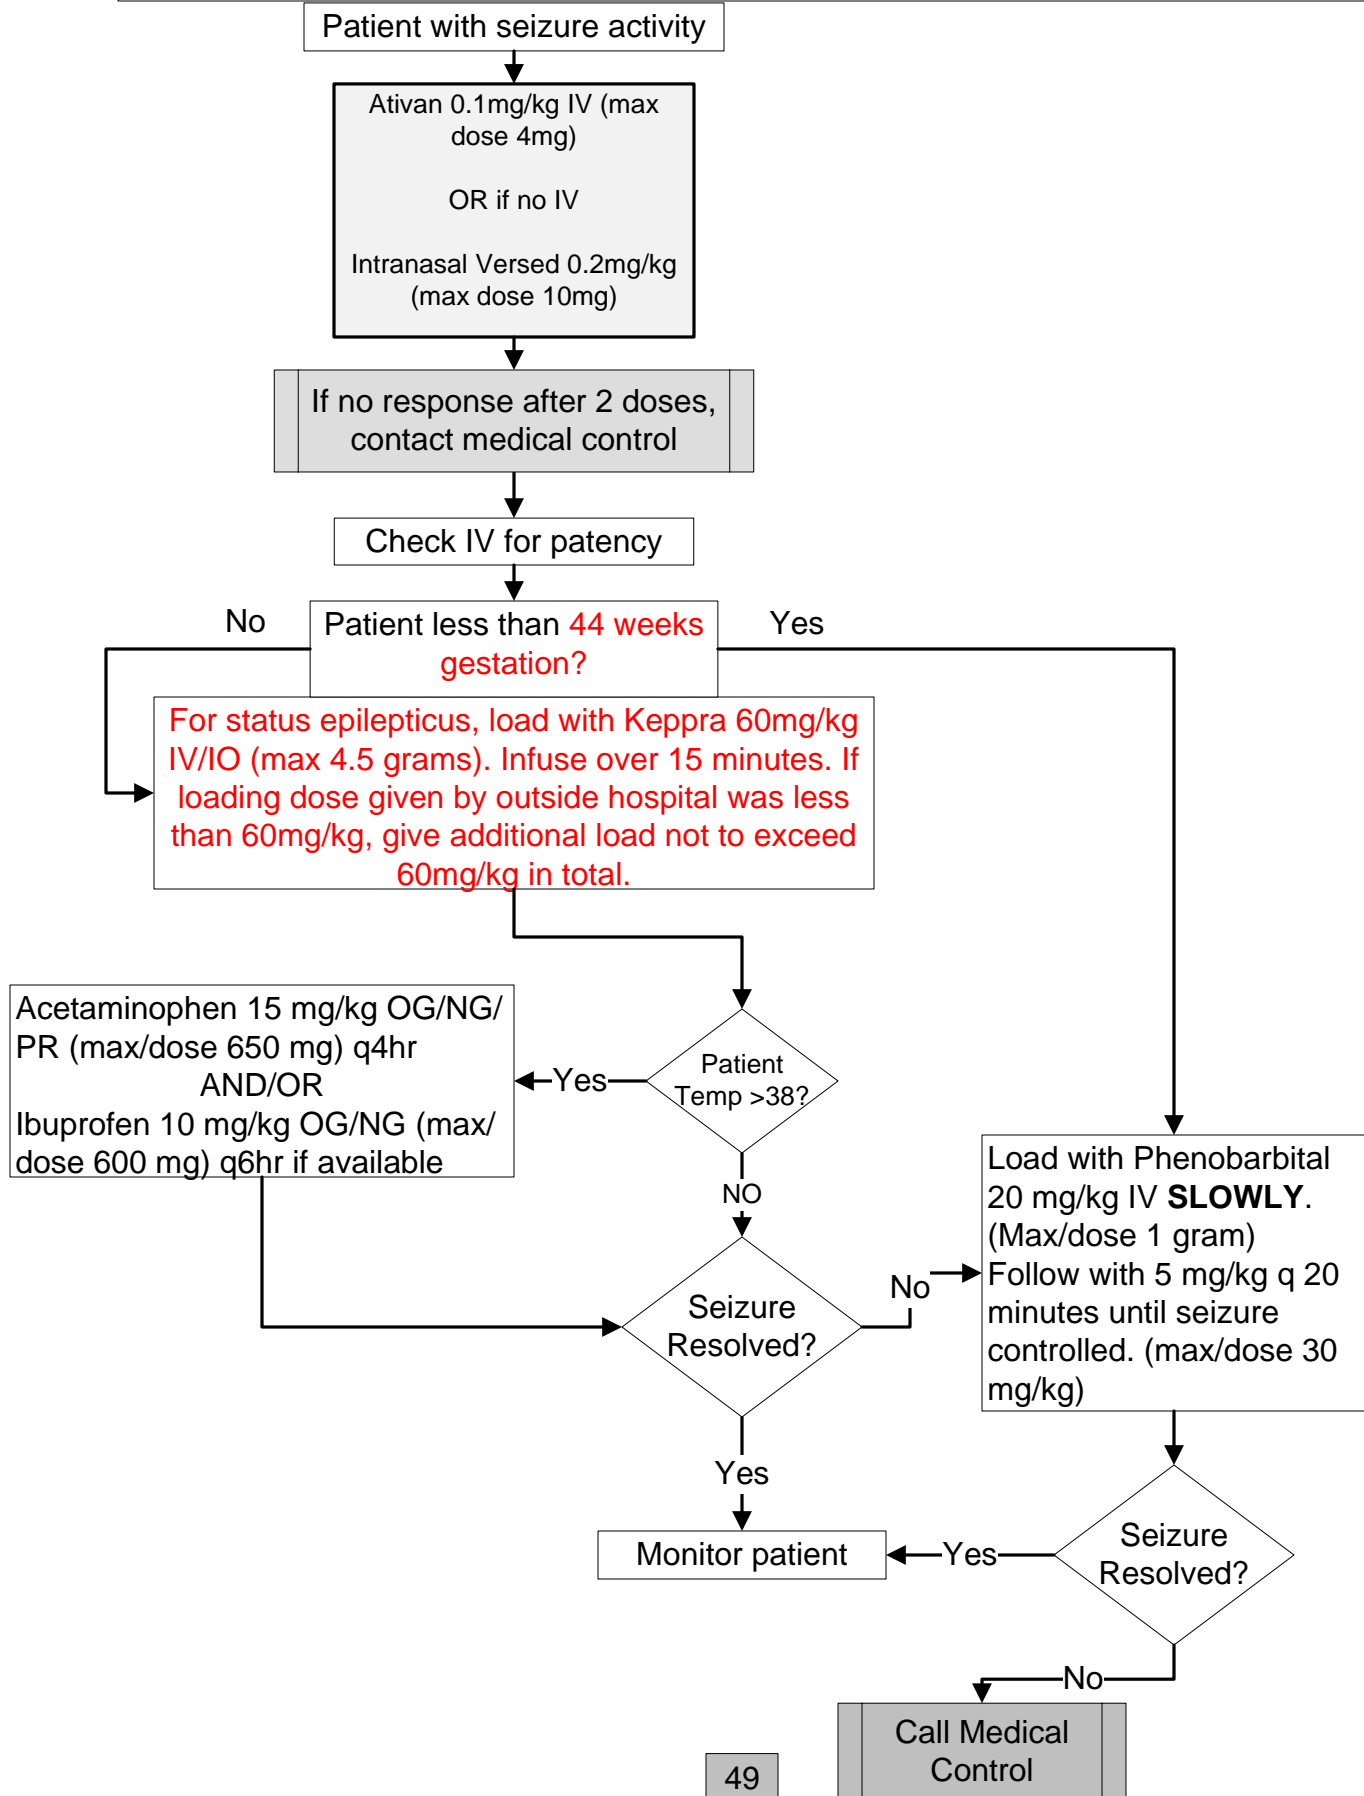 Patient with seizure activity
Ativan 0.1mg/kg IV (max
dose 4mg)
OR if no IV
Intranasal Versed 0.2mg/kg
(max dose 10mg)
If no response after 2 doses,
contact medical control
Check IV for patency
No
Patient less than 44 weeks
gestation?
Yes
For status epilepticus, load with Keppra 60mg/kg
IV/IO (max 4.5 grams). Infuse over 15 minutes. If
loading dose given by outside hospital was less
than 60mg/kg, give additional load not to exceed
60mg/kg in total.
Acetaminophen 15 mg/kg OG/NG/
PR (max/dose 650 mg) q4hr
AND/OR
Ibuprofen 10 mg/kg OG/NG (max/
dose 600 mg) q6hr if available
Yes
Patient
Temp >38?
NO
Load with Phenobarbital
20 mg/kg IV SLOWLY.
(Max/dose 1 gram)
Follow with 5 mg/kg q 20
minutes until seizure
controlled. (max/dose 30
mg/kg)
Seizure
Resolved?
No
Yes
Monitor patient
Yes
Seizure
Resolved?
No
Call Medical
Control
49